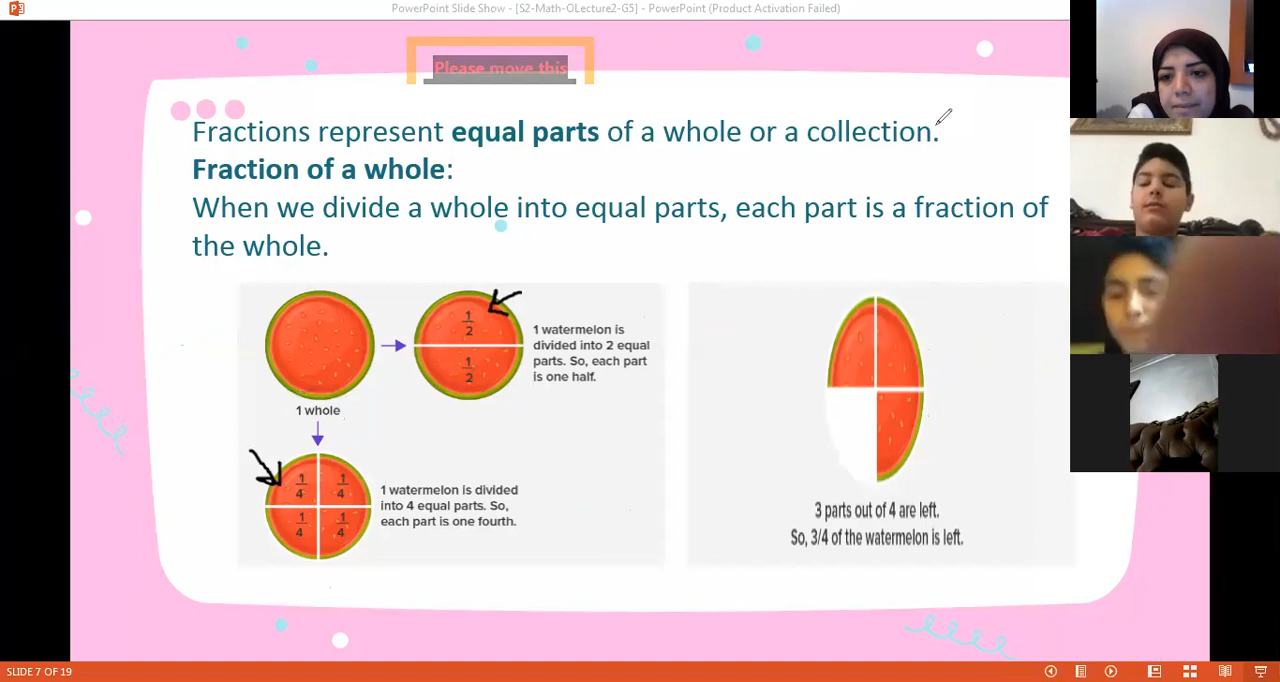 PowerPoint Slide Show - [S2-Math-OLecture2-G5] - PowerPoint (Product Activation Failed)
Please move this
Fractions represent equal parts of a whole or a collection.
Fraction of a whole:
When we divide a whole into equal parts, each part is a fraction of
the whole.
1
2
1
2
1 watermelon is
divided into 2 equal
parts. So, each part
is one half.
1 whole
1
4
1
4
1
4
1
4
1 watermelon is divided
into 4 equal parts. So,
each part is one fourth.
3 parts out of 4 are left.
So, 3/4 of the watermelon is left.
SLIDE 7 OF 19